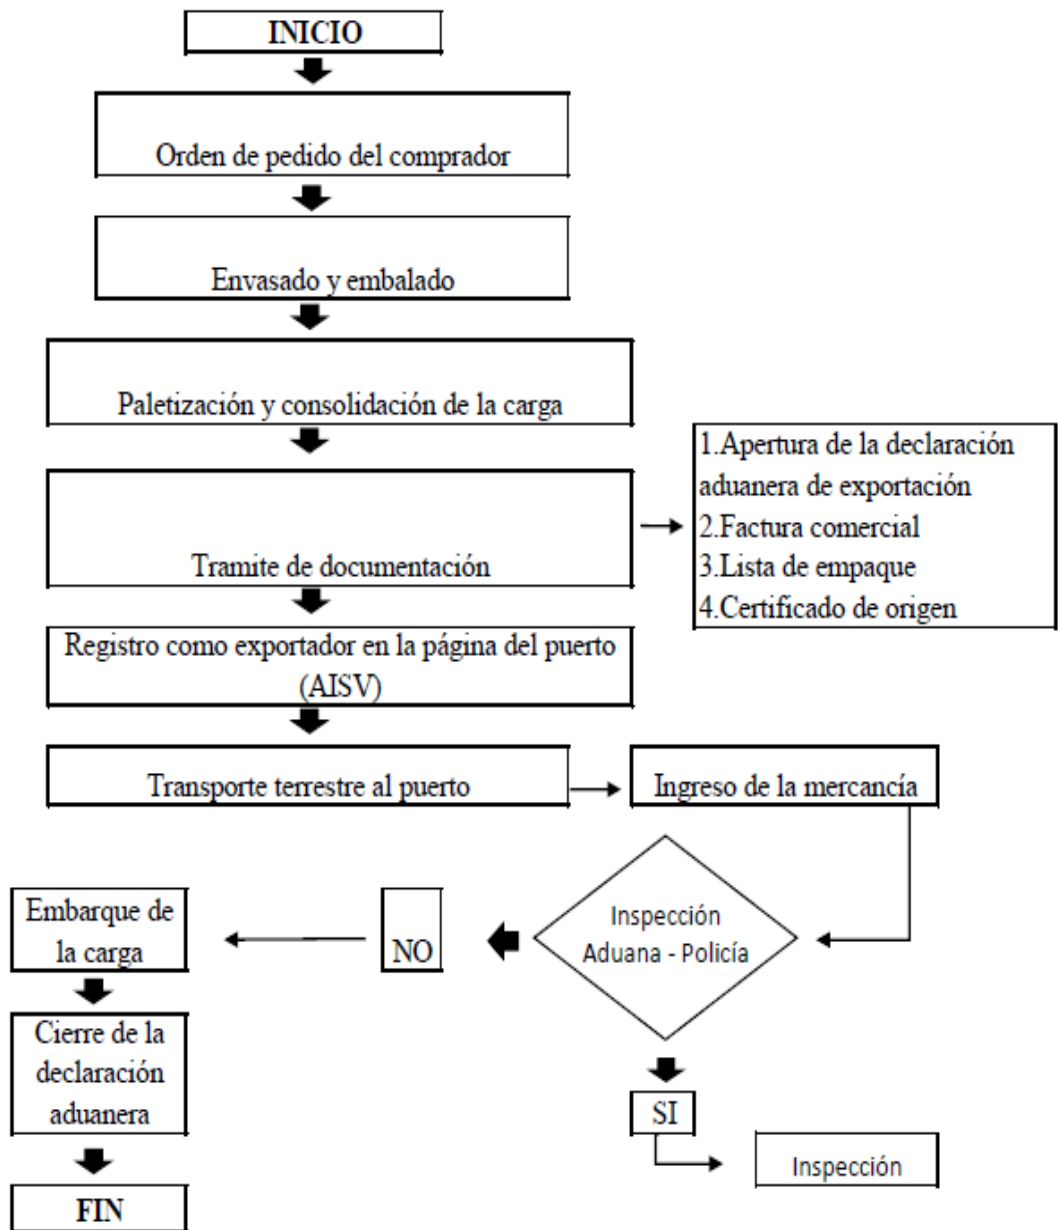 INICIO
Orden de pedido del comprador
Envasado y embalado
Paletización y consolidación de la carga
Tramite de documentación
1.Apertura de la declaración
aduanera de exportación
2.Factura comercial
3.Lista de empaque
4.Certificado de origen
Registro como exportador en la página del puerto
(AISV)
Transporte terrestre al puerto
Ingreso de la mercancía
Inspección
Aduana - Policía
NO
Embarque de
la carga
Cierre de la
declaración
aduanera
FIN
SI
Inspección